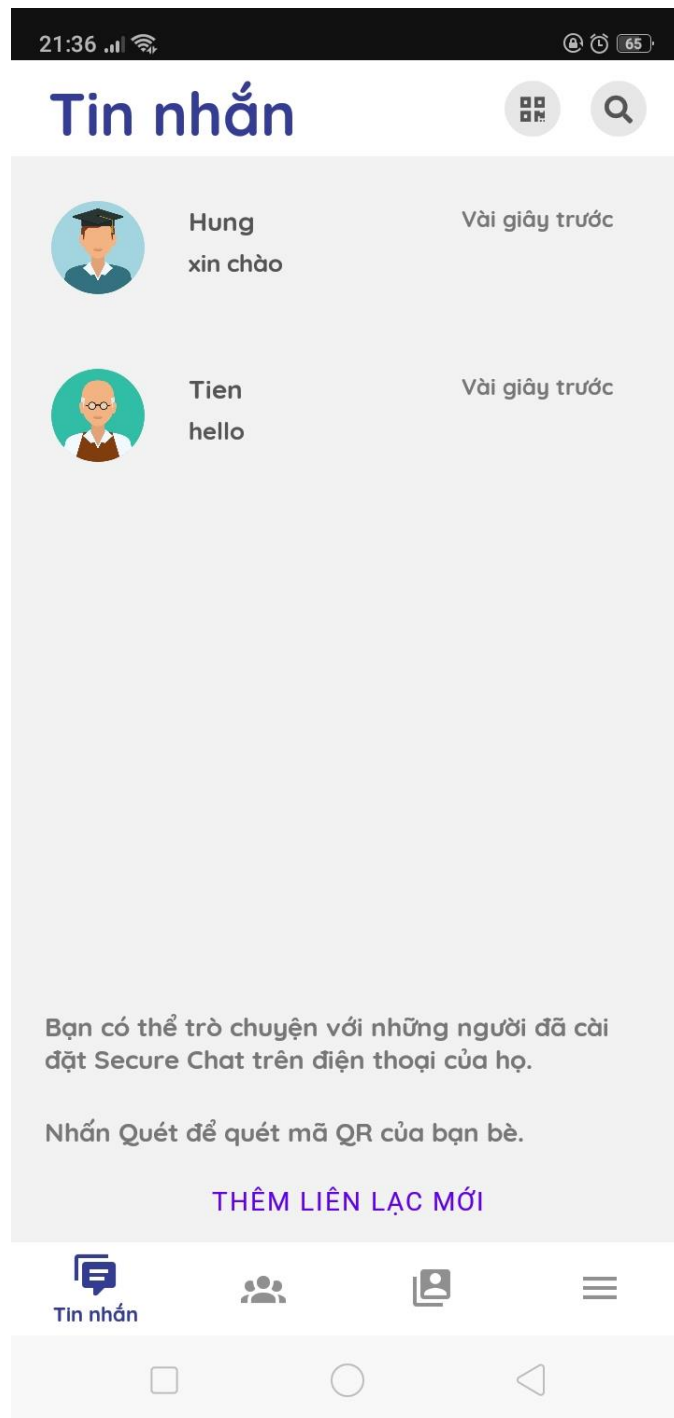 21:36
65
Tin nhắn
Hung
Vài giây trước
xin chào
Tien
Vài giây trước
hello
Bạn có thể trò chuyện với những người đã cài
đặt Secure Chat trên điện thoại của họ.
Nhấn Quét để quét mã QR của bạn bè.
THÊM LIÊN LẠC MỚI
Tin nhắn